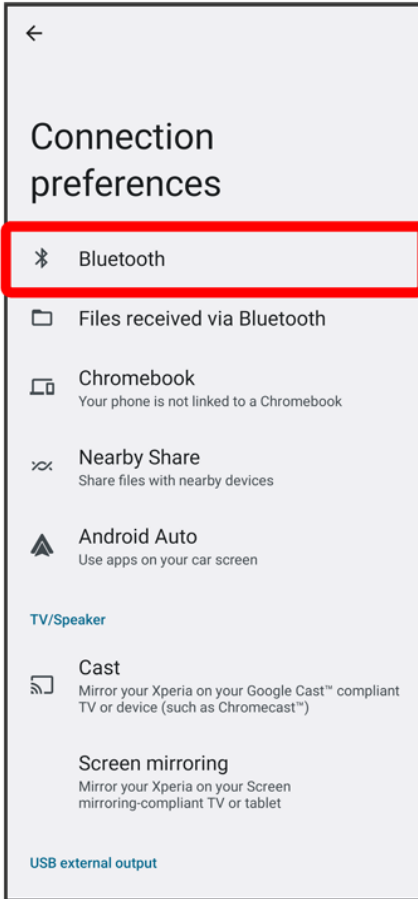 Connection
preferences
Bluetooth
Files received via Bluetooth
Chromebook
Your phone is not linked to a Chromebook
Nearby Share
Share files with nearby devices
Android Auto
Use apps on your car screen
TV/Speaker
Cast
Mirror your Xperia on your Google Cast™ compliant
TV or device (such as Chromecast™)
Screen mirroring
Mirror your Xperia on your Screen
mirroring-compliant TV or tablet
USB external output